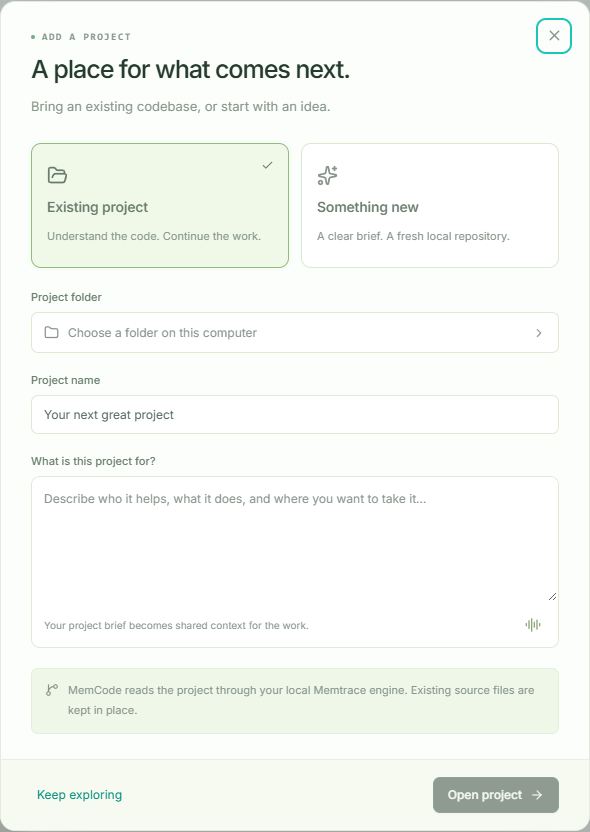 ADD A PROJECT
A place for what comes next.
Bring an existing codebase, or start with an idea.
Existing project
Understand the code. Continue the work.
Something new
A clear brief. A fresh local repository.
Project folder
Choose a folder on this computer
Project name
Your next great project
What is this project for?
Describe who it helps, what it does, and where you want to take it...
Your project brief becomes shared context for the work.
MemCode reads the project through your local Memtrace engine. Existing source files are
kept in place.
Keep exploring
Open project